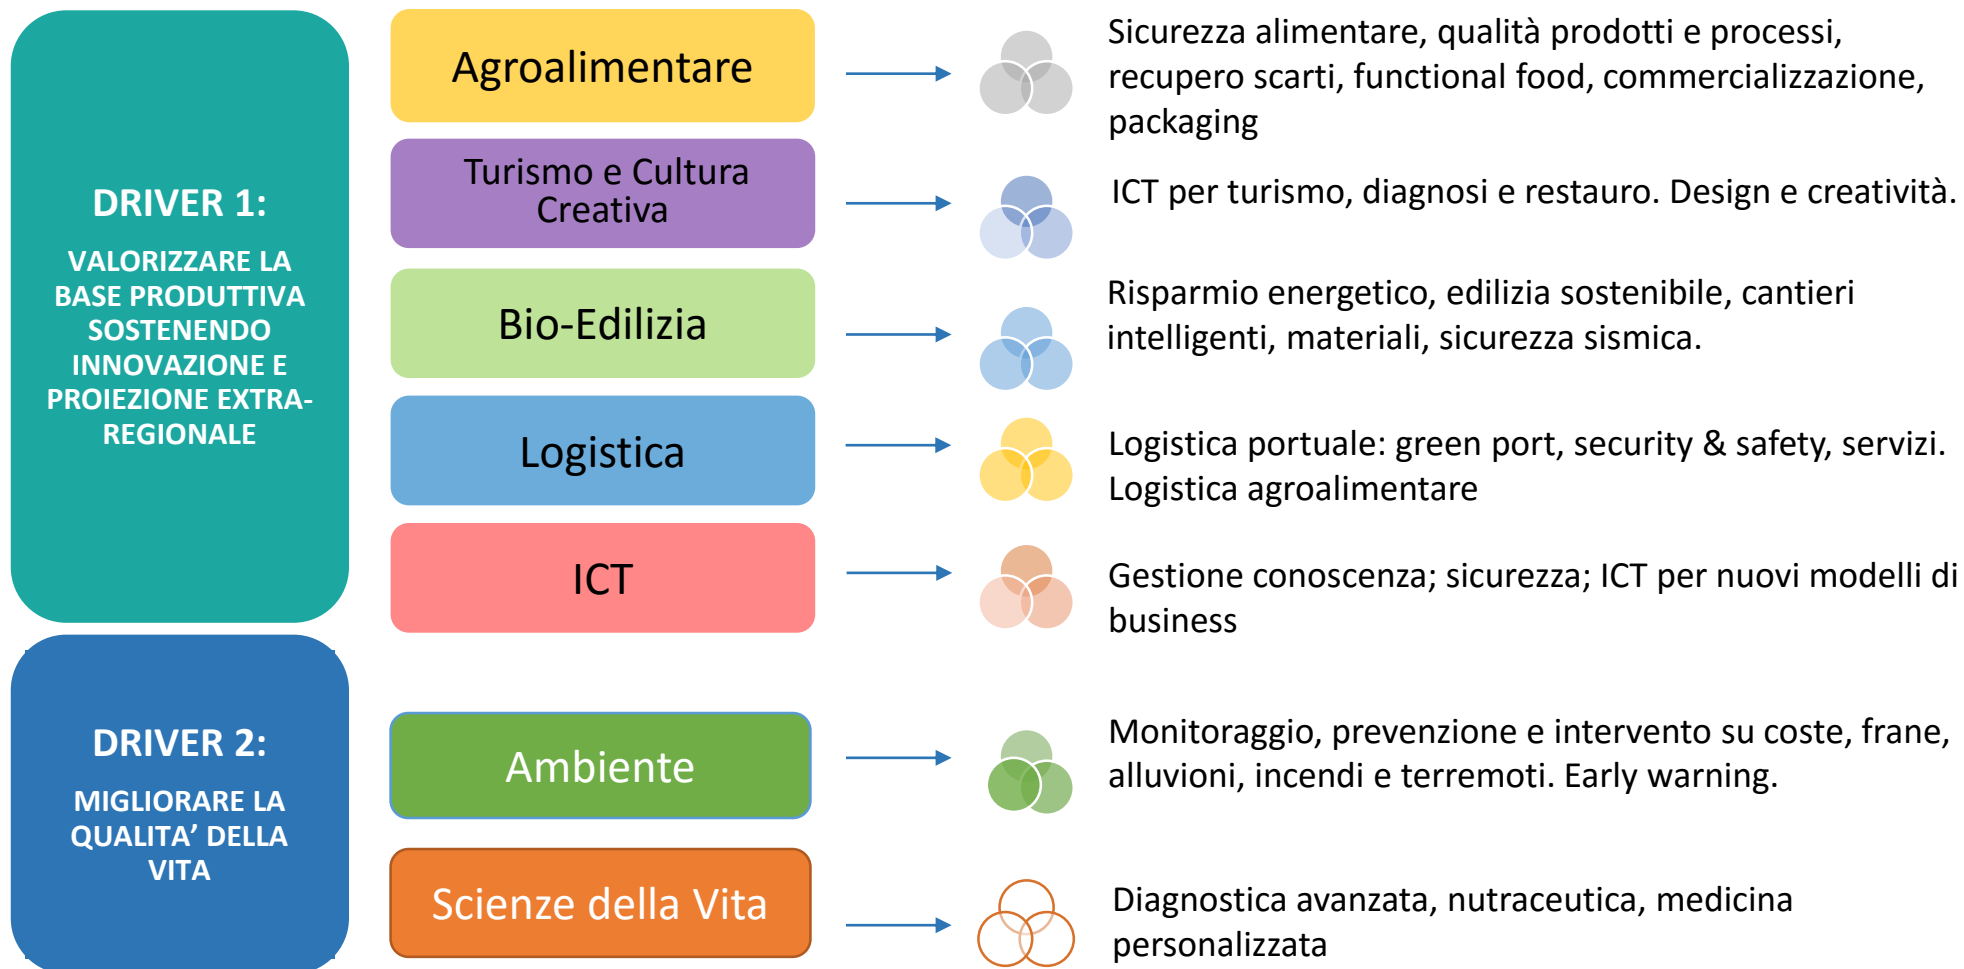 DRIVER 1:
VALORIZZARE LA
BASE PRODUTTIVA
SOSTENENDO
INNOVAZIONE E
PROIEZIONE EXTRA-
REGIONALE
Agroalimentare
Sicurezza alimentare, qualità prodotti e processi,
recupero scarti, functional food, commercializzazione,
packaging
Turismo e Cultura
Creativa
ICT per turismo, diagnosi e restauro. Design e creatività.
Bio-Edilizia
Risparmio energetico, edilizia sostenibile, cantieri
intelligenti, materiali, sicurezza sismica.
Logistica
Logistica portuale: green port, security & safety, servizi.
Logistica agroalimentare
ICT
Gestione conoscenza; sicurezza; ICT per nuovi modelli di
business
DRIVER 2:
MIGLIORARE LA
QUALITA’ DELLA
VITA
Ambiente
Monitoraggio, prevenzione e intervento su coste, frane,
alluvioni, incendi e terremoti. Early warning.
Scienze della Vita
Diagnostica avanzata, nutraceutica, medicina
personalizzata